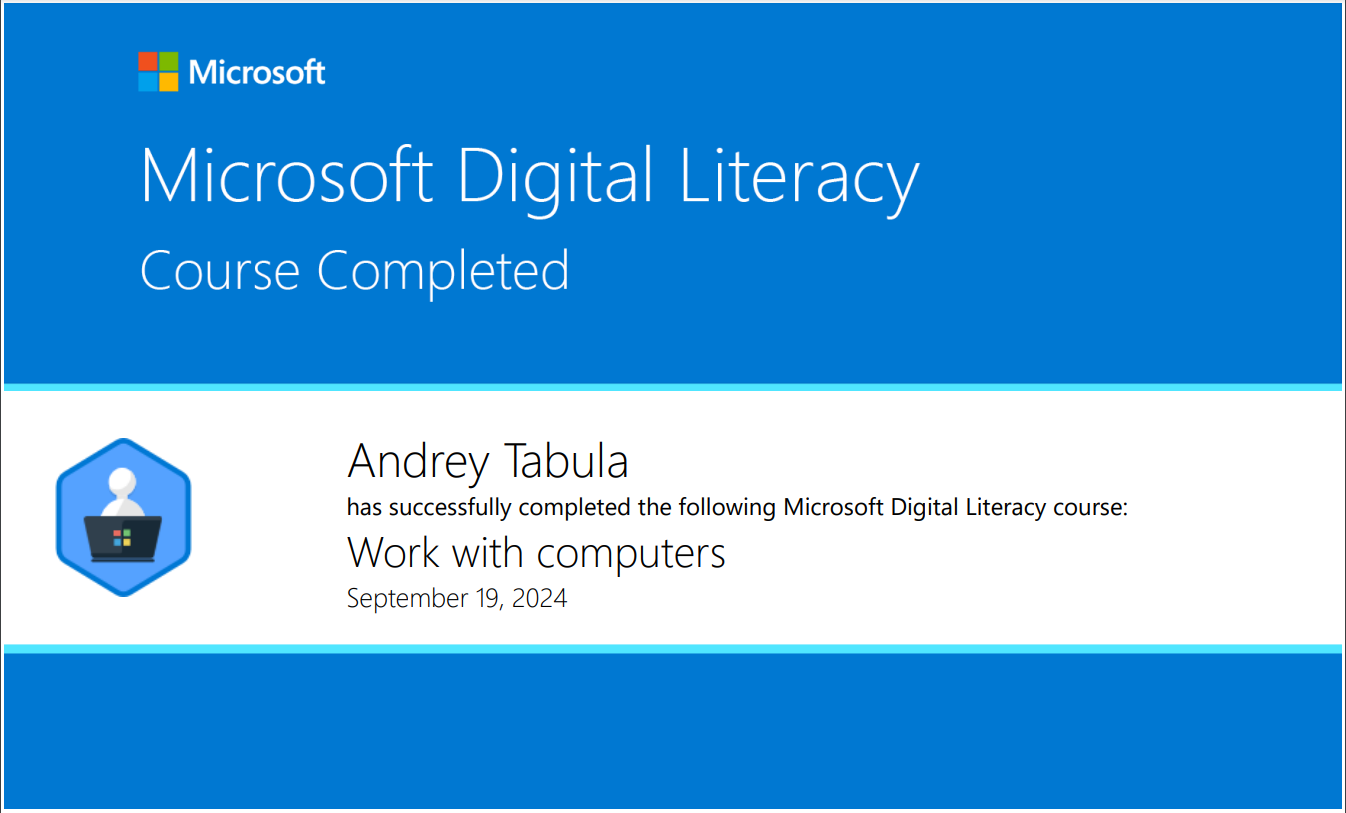 Microsoft
Microsoft Digital Literacy
Course Completed
Andrey Tabula
has successfully completed the following Microsoft Digital Literacy course:
Work with computers
September 19, 2024